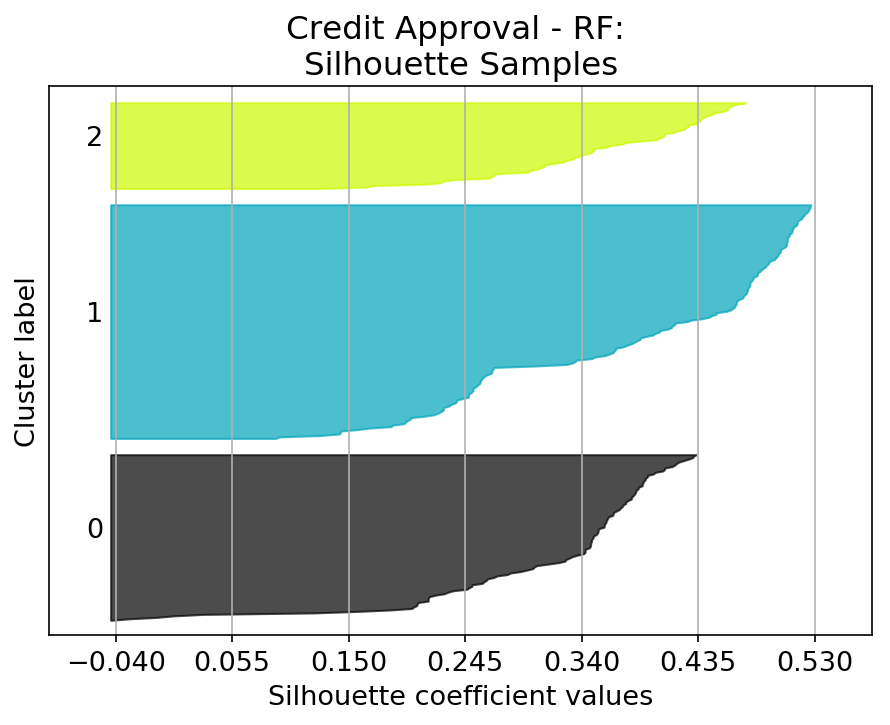 Credit Approval - RF:
Silhouette Samples
2
1
0
Cluster label
−0.040 0.055 0.150 0.245 0.340 0.435 0.530
Silhouette coefficient values